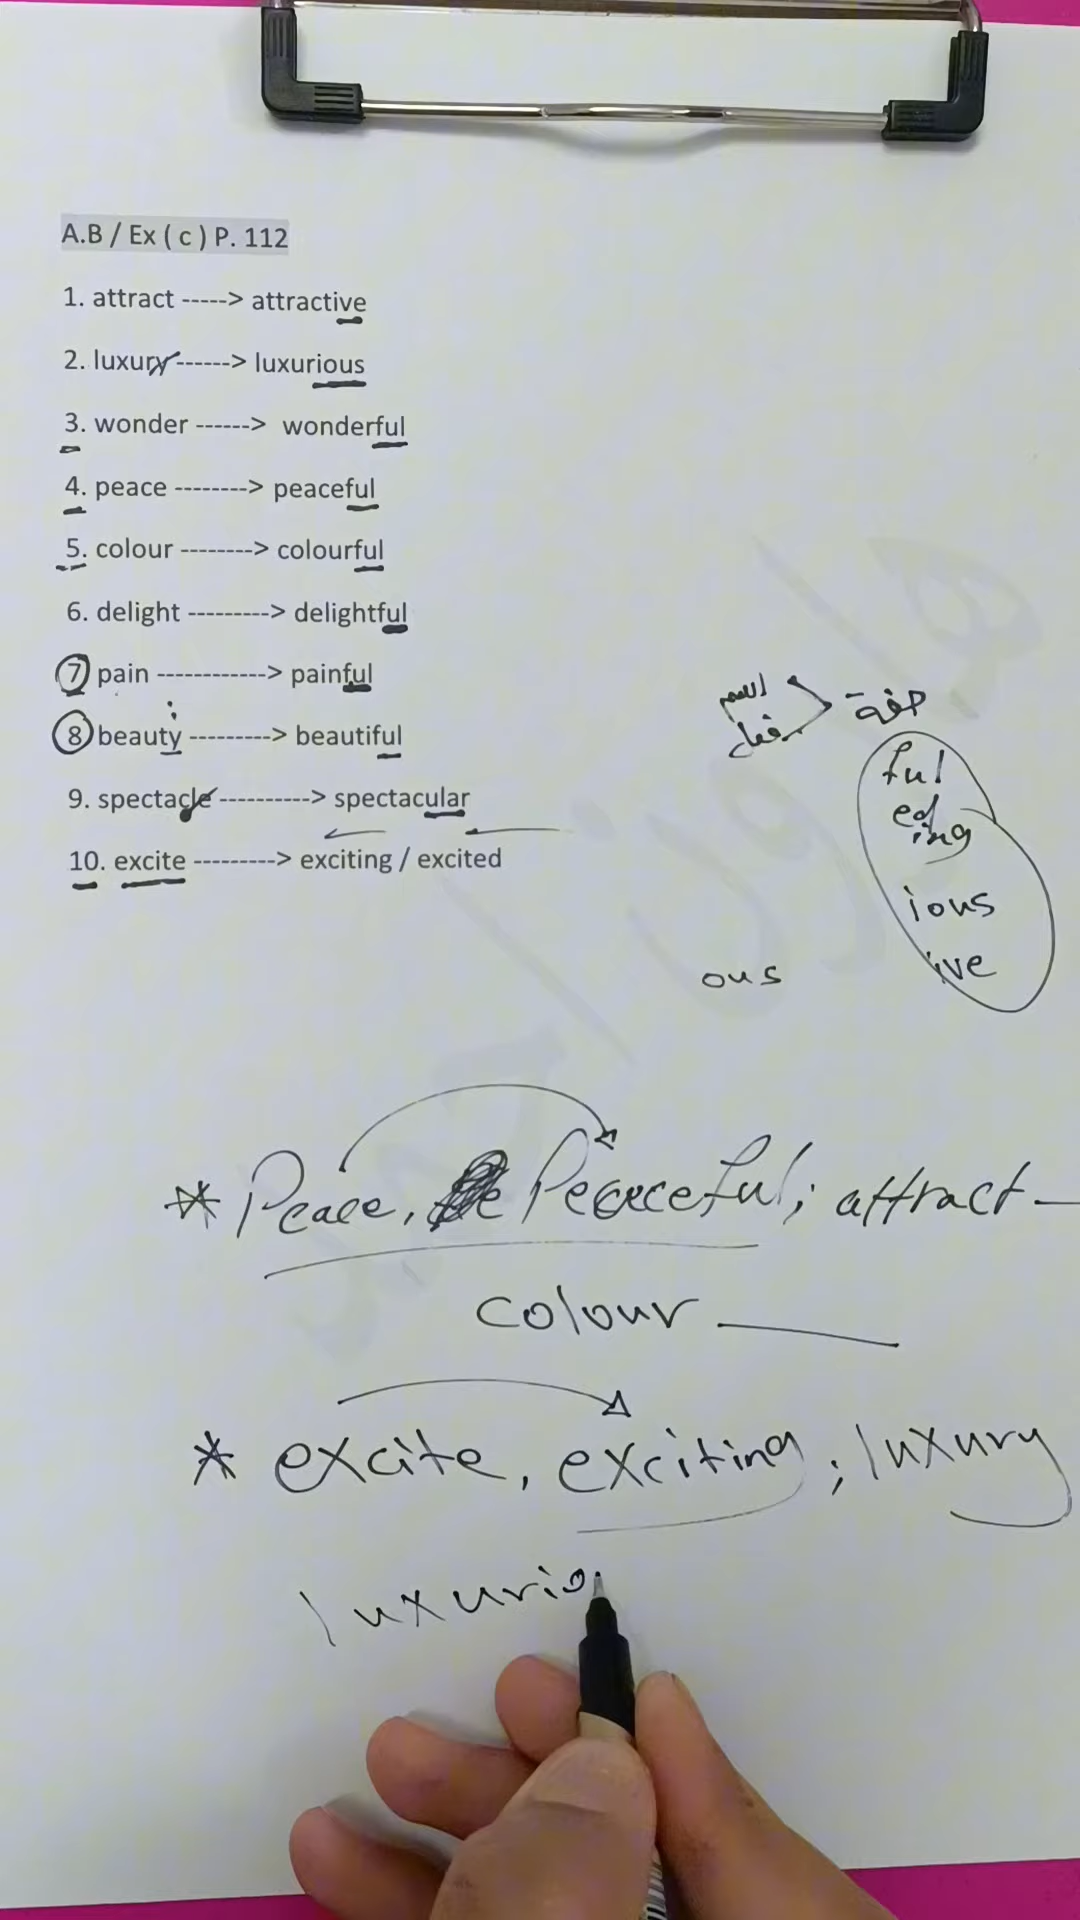 A.B / Ex ( c ) P. 112
1. attract -----> attractive
2. luxury ------> luxurious
3. wonder ------> wonderful
4. peace --------> peaceful
5. colour --------> colourful
6. delight ---------> delightful
7 pain ------------> painful
8 beauty ---------> beautiful
9. spectacle ----------> spectacular
10. excite ---------> exciting / excited
الاسم
فعل
صفة
ful
ed
ing
ious
ive
ous
* Peace, Peaceful; attract —
colour ____
* excite, exciting ; luxury
luxurio